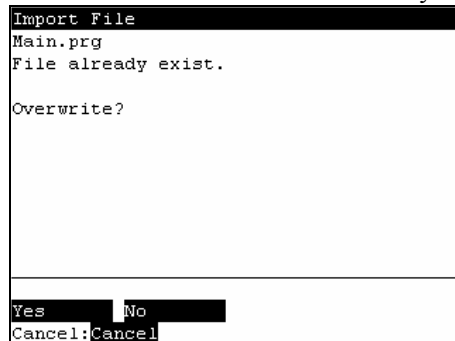 Import File
Main.prg
File already exist.
Overwrite?
Yes No
Cancel:Cancel